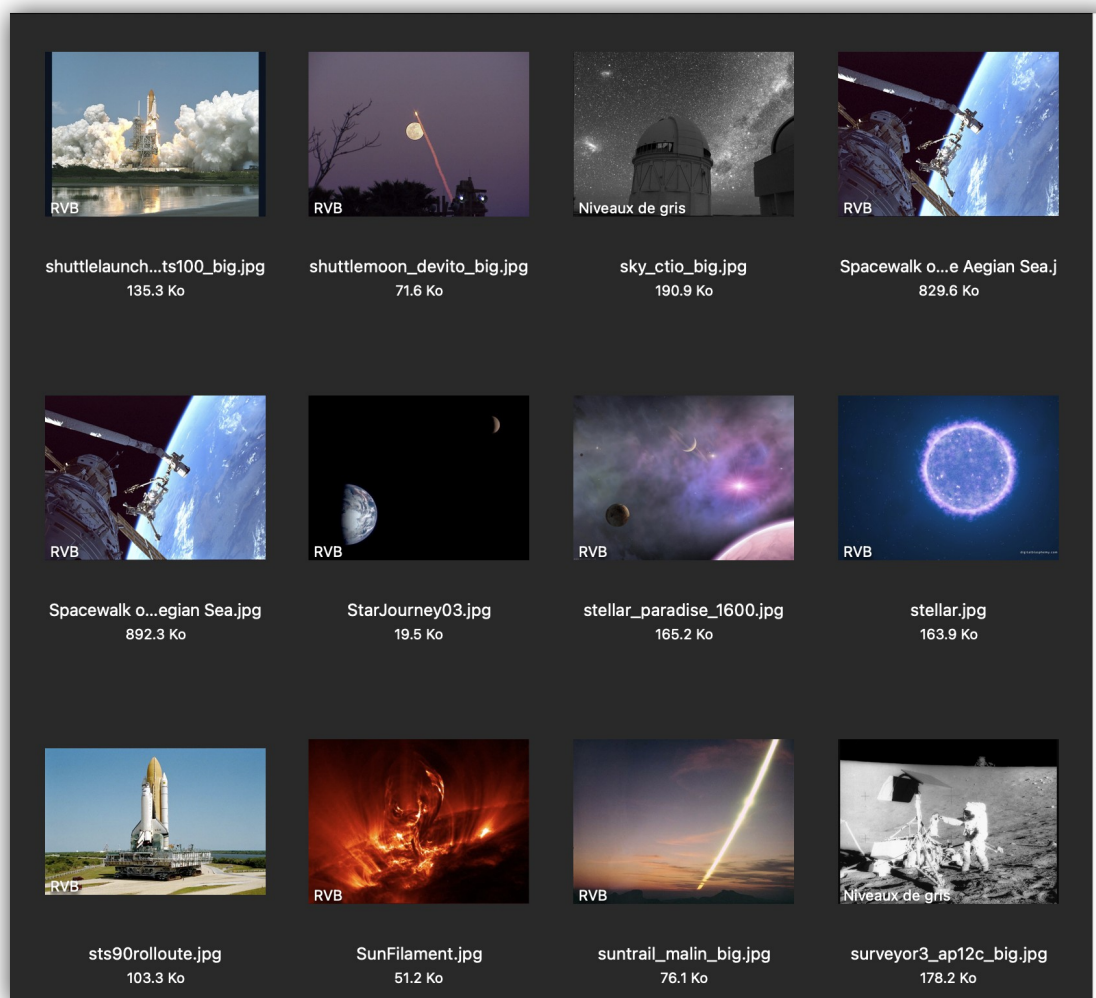 RVB
RVB
Niveaux de gris
RVB
shuttlelaunch...ts100_big.jpg
shuttlemoon_devito_big.jpg
sky_ctio_big.jpg
Spacewalk o...e Aegian Sea.j
135.3 Ko
71.6 Ko
190.9 Ko
829.6 Ko
RVB
RVB
RVB
RVB
Spacewalk o...egian Sea.jpg
StarJourney03.jpg
stellar_paradise_1600.jpg
stellar.jpg
892.3 Ko
19.5 Ko
165.2 Ko
163.9 Ko
RVB
RVB
RVB
Niveaux de gris
sts90rolloute.jpg
SunFilament.jpg
suntrail_malin_big.jpg
surveyor3_ap12c_big.jpg
103.3 Ko
51.2 Ko
76.1 Ko
178.2 Ko